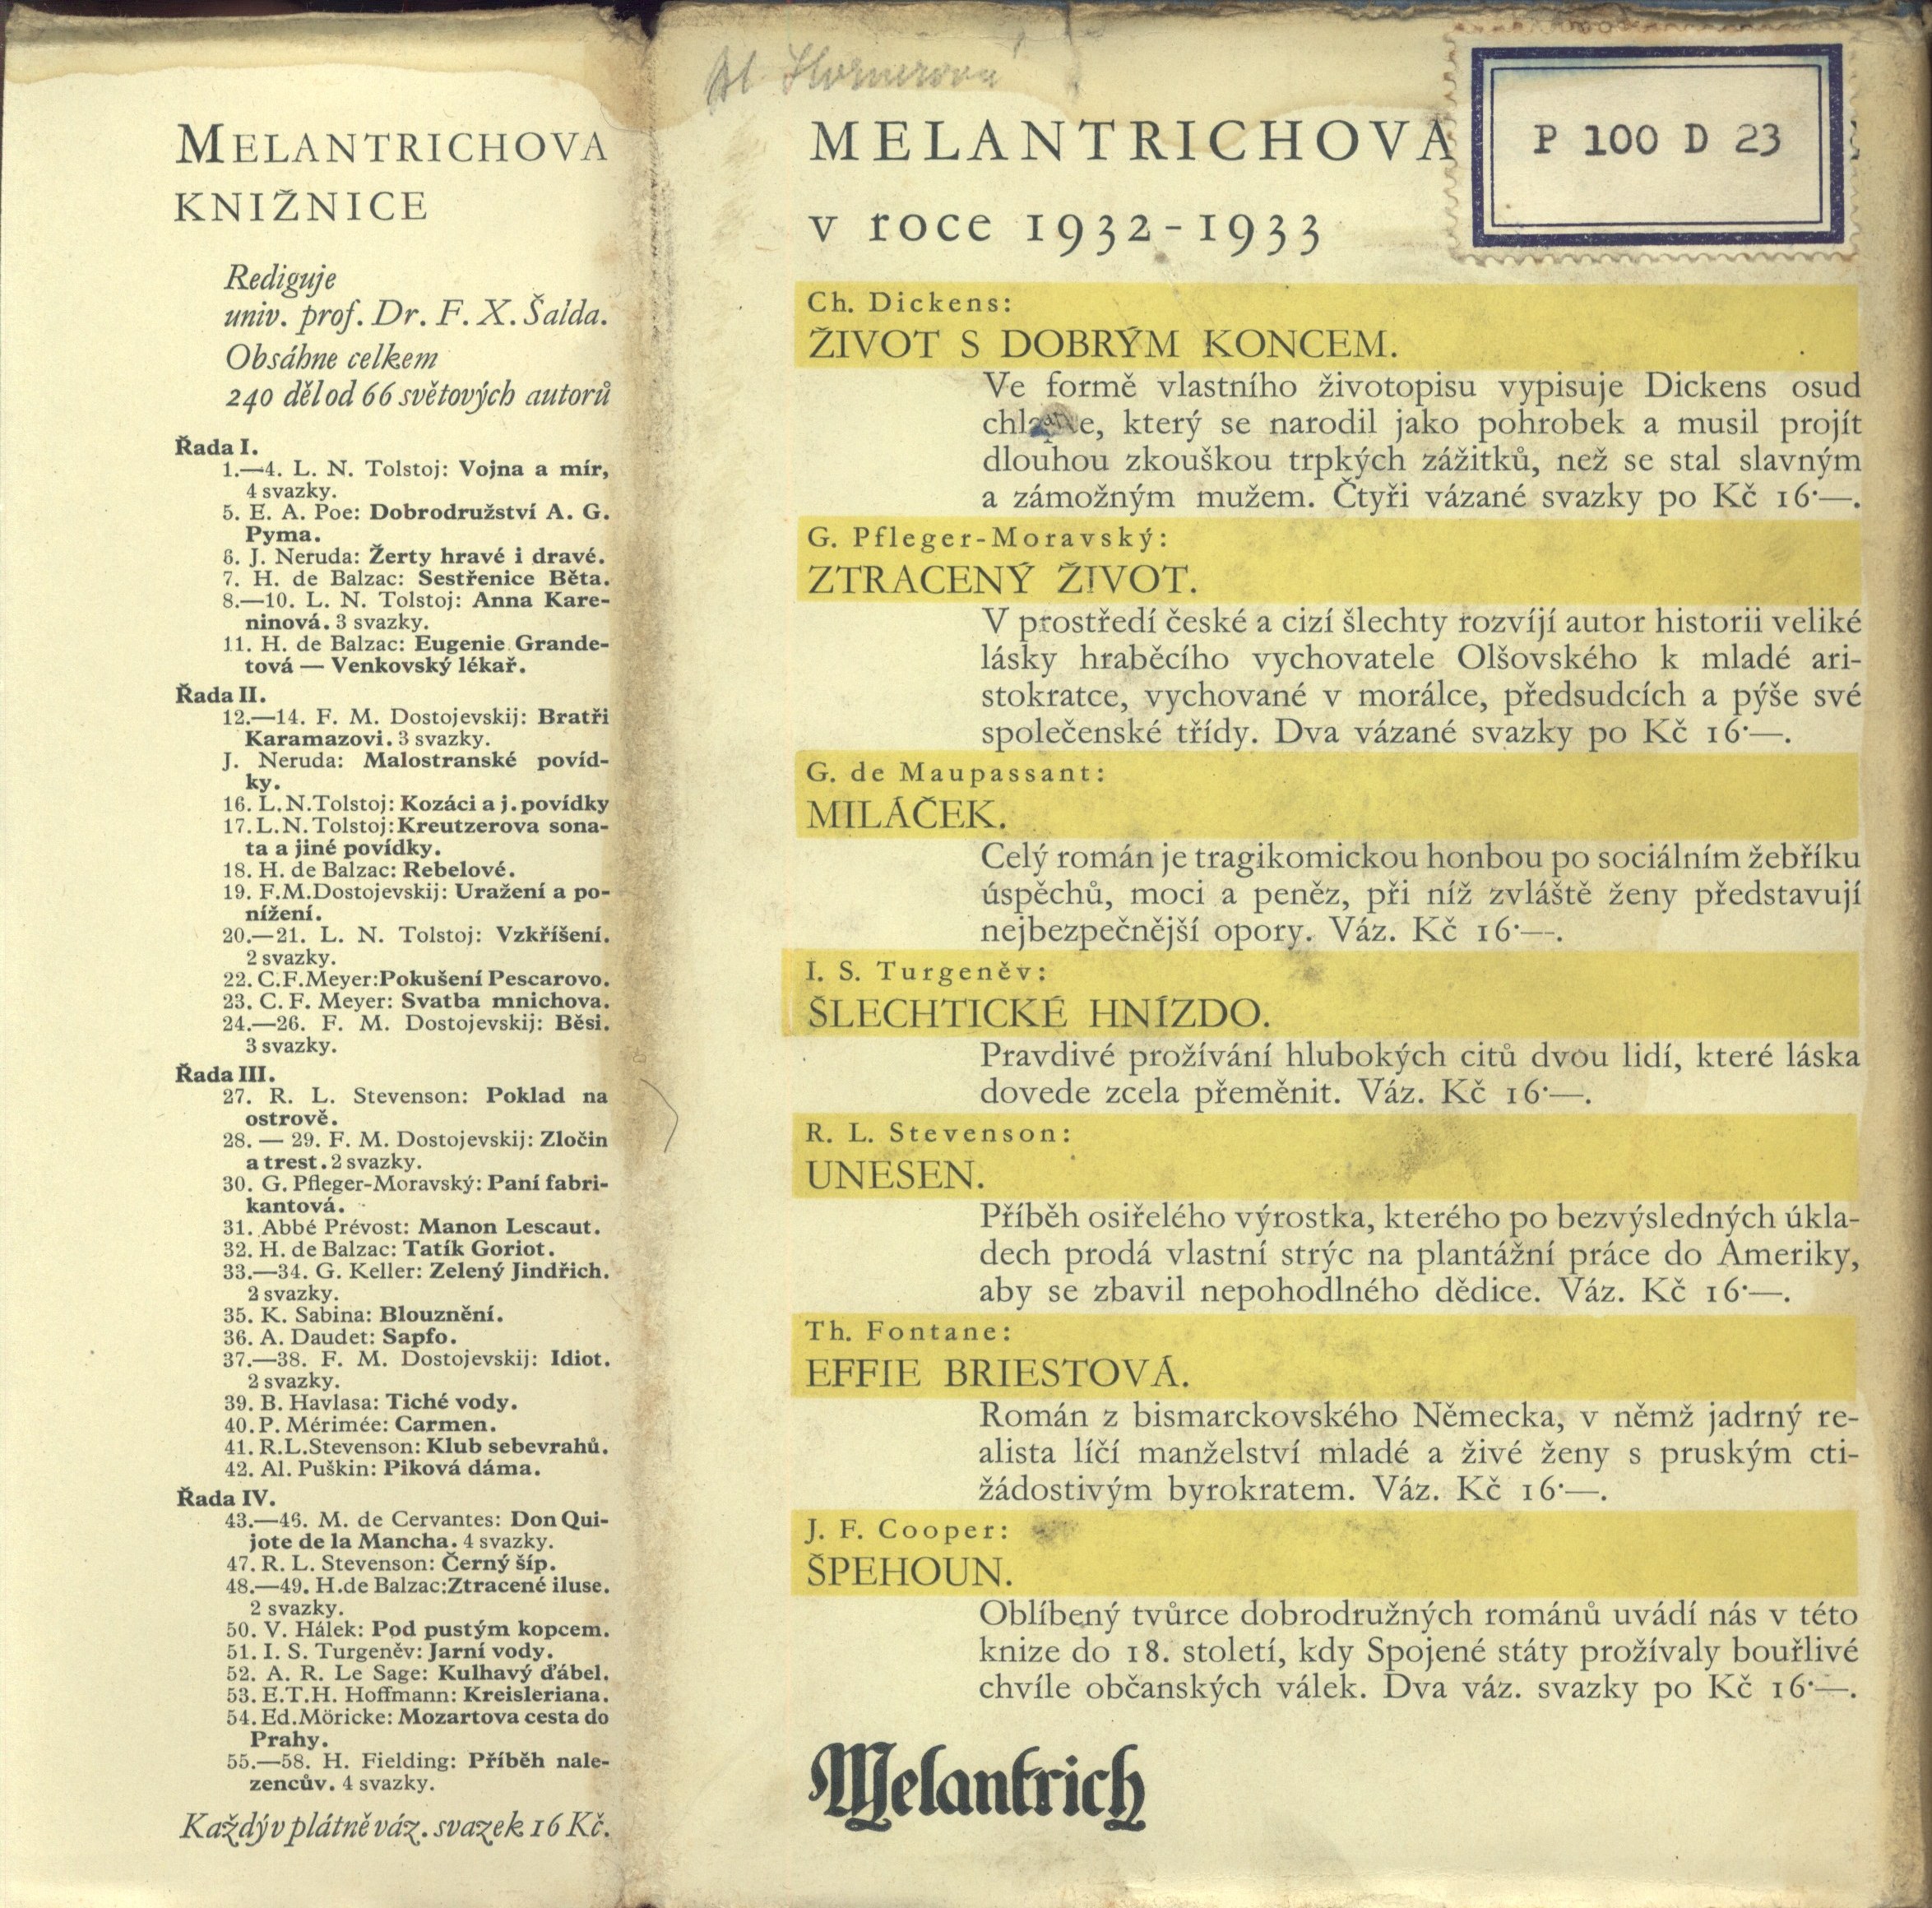 MELANTRICHOVA
KNIŽNICE
Rediguje
univ. prof. Dr. F. X. Šalda.
Obsáhne celkem
240 děl od 66 světových autorů
Řada I.
1.—4. L. N. Tolstoj: Vojna a mír,
4 svazky.
5. E. A. Poe: Dobrodružství A. G.
Pyma.
6. J. Neruda: Žerty hravé i dravé.
7. H. de Balzac: Sestřenice Běta.
8.—10. L. N. Tolstoj: Anna Kare-
ninová. 3 svazky.
11. H. de Balzac: Eugenie Grande-
tová — Venkovský lékař.
Řada II.
12.—14. F. M. Dostojevskij: Bratři
Karamazovi. 3 svazky.
J. Neruda: Malostranské povíd-
ky.
16. L. N. Tolstoj: Kozáci a j. povídky
17. L. N. Tolstoj: Kreutzerova sona-
ta a jiné povídky.
18. H. de Balzac: Rebelové.
19. F. M. Dostojevskij: Uražení a po-
nížení.
20.—21. L. N. Tolstoj: Vzkříšení.
2 svazky.
22. C. F. Meyer: Pokušení Pescarovo.
23. C. F. Meyer: Svatba mnichova.
24.—26. F. M. Dostojevskij: Běsi.
3 svazky.
Řada III.
27. R. L. Stevenson: Poklad na
ostrově.
28. — 29. F. M. Dostojevskij: Zločin
a trest. 2 svazky.
30. G. Pfleger-Moravský: Paní fabri-
kantová.
31. Abbé Prévost: Manon Lescaut.
32. H. de Balzac: Tatík Goriot.
33.—34. G. Keller: Zelený Jindřich.
2 svazky.
35. K. Sabina: Blouznění.
36. A. Daudet: Sapfo.
37.—38. F. M. Dostojevskij: Idiot.
2 svazky.
39. B. Havlasa: Tiché vody.
40. P. Mérimée: Carmen.
41. R. L. Stevenson: Klub sebevrahů.
42. Al. Puškin: Piková dáma.
Řada IV.
43.—46. M. de Cervantes: Don Qui-
jote de la Mancha. 4 svazky.
47. R. L. Stevenson: Černý šíp.
48.—49. H. de Balzac: Ztracené iluse.
2 svazky.
50. V. Hálek: Pod pustým kopcem.
51. I. S. Turgeněv: Jarní vody.
52. A. R. Le Sage: Kulhavý ďábel.
53. E. T. H. Hoffmann: Kreisleriana.
54. Ed. Möricke: Mozartova cesta do
Prahy.
55.—58. H. Fielding: Příběh nale-
zencův. 4 svazky.
Každý v plátně váz. svazek 16 Kč.
MELANTRICHOVA
v roce 1932-1933
P 100 D 23
Ch. Dickens:
ŽIVOT S DOBRÝM KONCEM.
Ve formě vlastního životopisu vypisuje Dickens osud
který se narodil jako pohrobek a musil projít
dlouhou zkouškou trpkých zážitků, než se stal slavným
a zámožným mužem. Čtyři vázané svazky po Kč 16·—.
G. Pfleger-Moravský:
ZTRACENÝ ŽIVOT.
V prostředí české a cizí šlechty rozvíjí autor historii veliké
lásky hraběcího vychovatele Olšovského k mladé ari-
stokratce, vychované v morálce, předsudcích a pýše své
společenské třídy. Dva vázané svazky po Kč 16·—.
G. de Maupassant:
MILÁČEK.
Celý román je tragikomickou honbou po sociálním žebříku
úspěchů, moci a peněz, při níž zvláště ženy představují
nejbezpečnější opory. Váz. Kč 16·—.
I. S. Turgeněv:
ŠLECHTICKÉ HNÍZDO.
Pravdivé prožívání hlubokých citů dvou lidí, které láska
dovede zcela přeměnit. Váz. Kč 16·—.
R. L. Stevenson:
UNESEN.
Příběh osiřelého výrostka, kterého po bezvýsledných úkla-
dech prodá vlastní strýc na plantážní práce do Ameriky,
aby se zbavil nepohodlného dědice. Váz. Kč 16·—.
Th. Fontane:
EFFIE BRIESTOVÁ.
Román z bismarckovského Německa, v němž jadrný re-
alista líčí manželství mladé a živé ženy s pruským cti-
žádostivým byrokratem. Váz. Kč 16·—.
J. F. Cooper:
ŠPEHOUN.
Oblíbený tvůrce dobrodružných románů uvádí nás v této
knize do 18. století, kdy Spojené státy prožívaly bouřlivé
chvíle občanských válek. Dva váz. svazky po Kč 16·—.
Melantrich